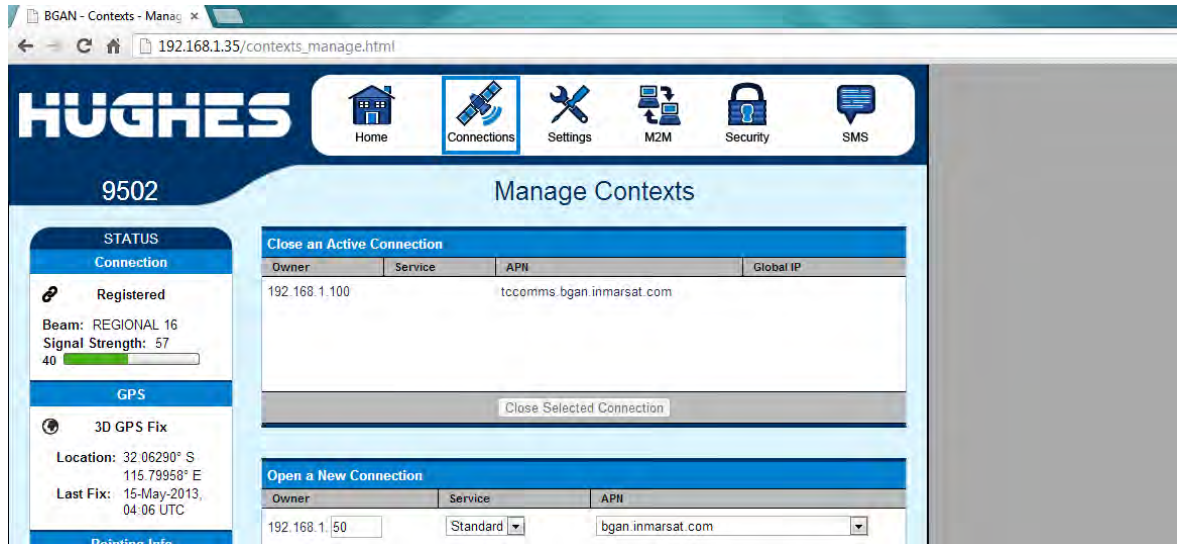 BGAN - Contexts - Manag
192.168.1.35/contexts_manage.html
HUGHES
Home
Connections
Settings
M2M
Security
SMS
9502
Manage Contexts
STATUS
Connection
Registered
Beam: REGIONAL 16
Signal Strength: 57
40
GPS
3D GPS Fix
Location: 32.06290° S
115.79958° E
Last Fix: 15-May-2013,
04:06 UTC
Pointing Info
Close an Active Connection
Owner Service APN Global IP
192.168.1.100 tccomms.bgan.inmarsat.com
Close Selected Connection
Open a New Connection
Owner Service APN
192.168.1. 50 Standard bgan.inmarsat.com